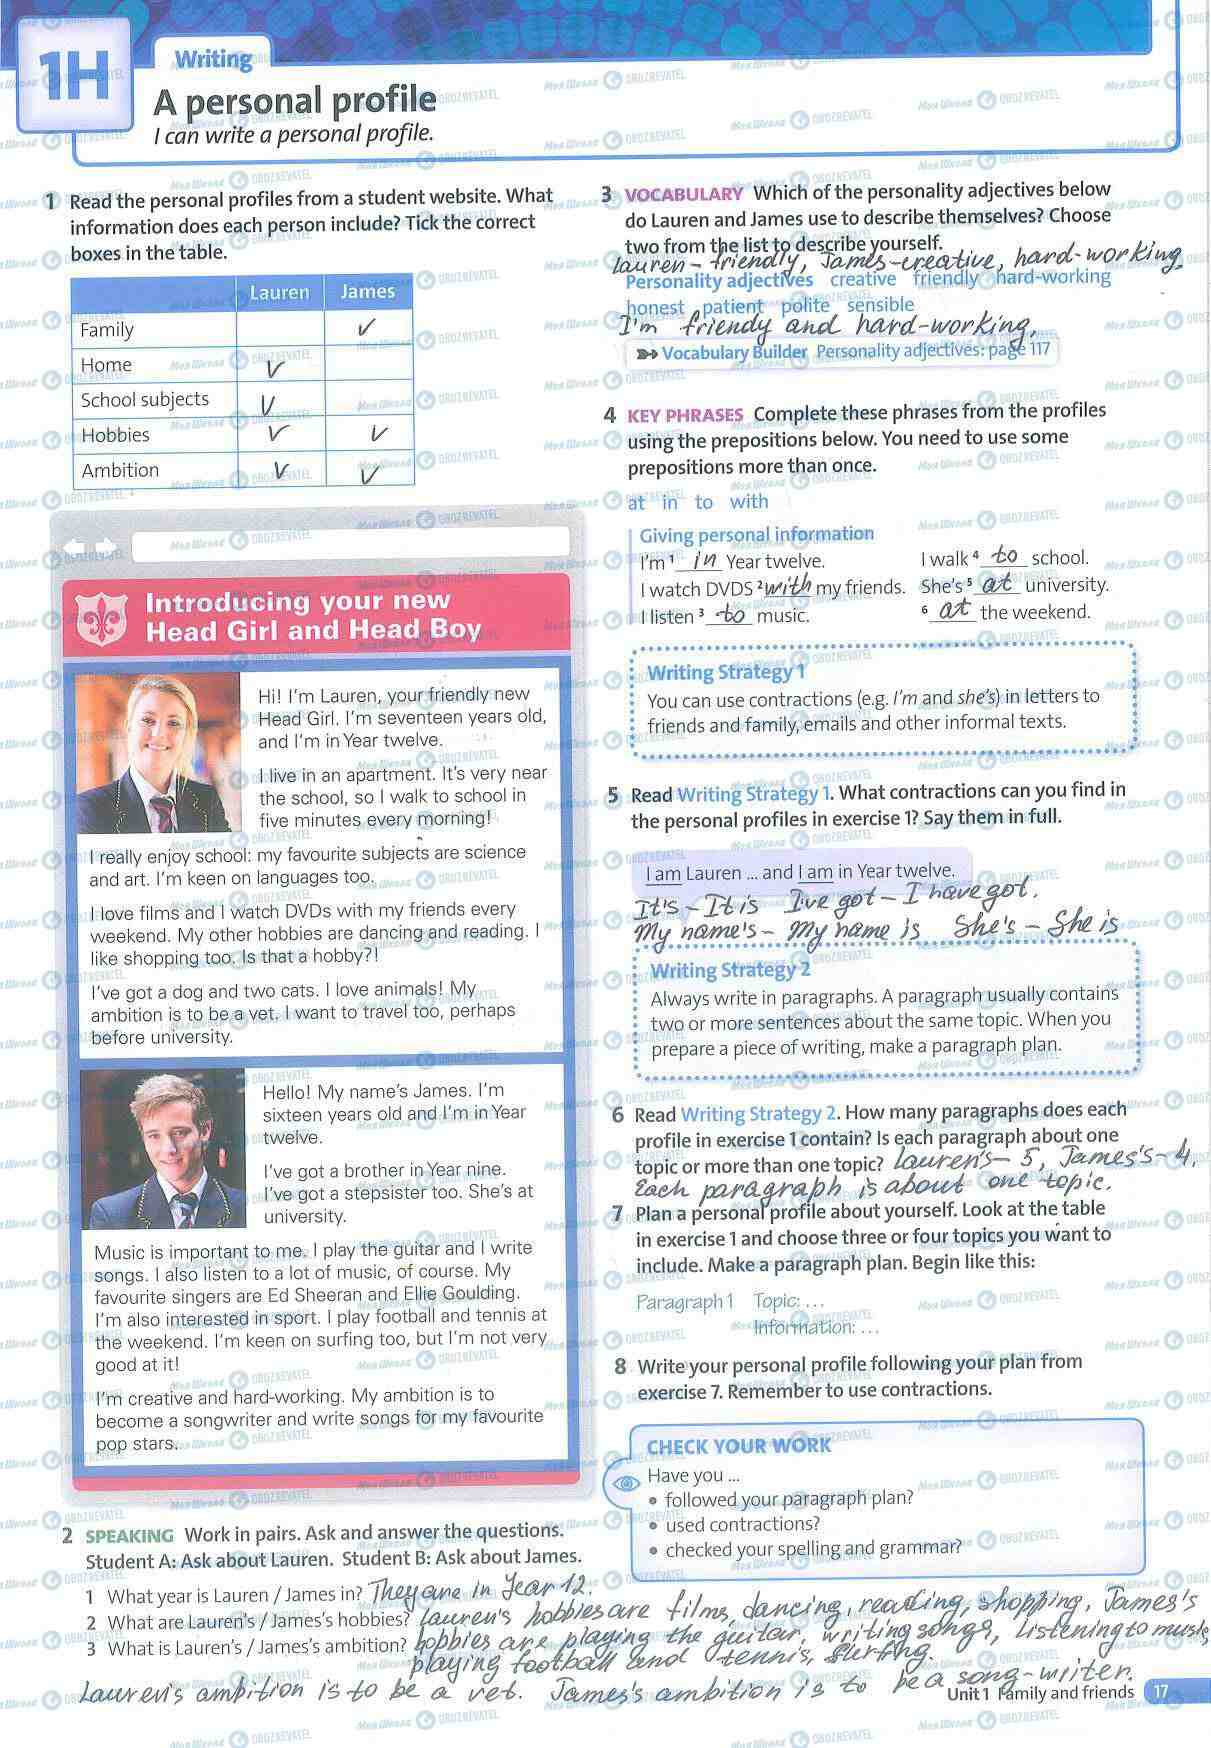 1H
Writing
A personal profile
I can write a personal profile.
1 Read the personal profiles from a student website. What
information does each person include? Tick the correct
boxes in the table.
Lauren James
Family ✓
Home ✓
School subjects ✓
Hobbies ✓ ✓
Ambition ✓ ✓
Introducing your new
Head Girl and Head Boy
Hi! I'm Lauren, your friendly new
Head Girl. I'm seventeen years old,
and I'm in Year twelve.
I live in an apartment. It's very near
the school, so I walk to school in
five minutes every morning!
I really enjoy school: my favourite subjects are science
and art. I'm keen on languages too.
I love films and I watch DVDs with my friends every
weekend. My other hobbies are dancing and reading. I
like shopping too. Is that a hobby?!
I've got a dog and two cats. I love animals! My
ambition is to be a vet. I want to travel too, perhaps
before university.
Hello! My name's James. I'm
sixteen years old and I'm in Year
twelve.
I've got a brother in Year nine.
I've got a stepsister too. She's at
university.
Music is important to me. I play the guitar and I write
songs. I also listen to a lot of music, of course. My
favourite singers are Ed Sheeran and Ellie Goulding.
I'm also interested in sport. I play football and tennis at
the weekend. I'm keen on surfing too, but I'm not very
good at it!
I'm creative and hard-working. My ambition is to
become a songwriter and write songs for my favourite
pop stars.
2 SPEAKING Work in pairs. Ask and answer the questions.
Student A: Ask about Lauren. Student B: Ask about James.
1 What year is Lauren / James in? They are in Year 12.
2 What are Lauren's / James's hobbies? Lauren's hobbies are films, dancing, reading, shopping. James's
3 What is Lauren's / James's ambition? hobbies are playing the guitar, writing songs, listening to music
playing football and tennis, surfing.
Lauren's ambition is to be a vet. James's ambition is to be a song-writer.
3 VOCABULARY Which of the personality adjectives below
do Lauren and James use to describe themselves? Choose
two from the list to describe yourself.
Lauren – friendly, James – creative, hard-working.
Personality adjectives creative friendly hard-working
honest patient polite sensible
I'm friendy and hard-working.
Vocabulary Builder Personality adjectives: page 117
4 KEY PHRASES Complete these phrases from the profiles
using the prepositions below. You need to use some
prepositions more than once.
at in to with
Giving personal information
I'm 1 in Year twelve. I walk 4 to school.
I watch DVDS 2 with my friends. She's 5 at university.
I listen 3 to music. 6 at the weekend.
Writing Strategy 1
You can use contractions (e.g. I'm and she's) in letters to
friends and family, emails and other informal texts.
5 Read Writing Strategy 1. What contractions can you find in
the personal profiles in exercise 1? Say them in full.
I am Lauren ... and I am in Year twelve.
It's – It is I've got – I have got.
My name's – My name is She's – She is
Writing Strategy 2
Always write in paragraphs. A paragraph usually contains
two or more sentences about the same topic. When you
prepare a piece of writing, make a paragraph plan.
6 Read Writing Strategy 2. How many paragraphs does each
profile in exercise 1 contain? Is each paragraph about one
topic or more than one topic? Lauren's – 5, James's – 4.
Each paragraph is about one topic.
7 Plan a personal profile about yourself. Look at the table
in exercise 1 and choose three or four topics you want to
include. Make a paragraph plan. Begin like this:
Paragraph 1 Topic: ...
Information: ...
8 Write your personal profile following your plan from
exercise 7. Remember to use contractions.
CHECK YOUR WORK
Have you ...
• followed your paragraph plan?
• used contractions?
• checked your spelling and grammar?
Unit 1 Family and friends 17